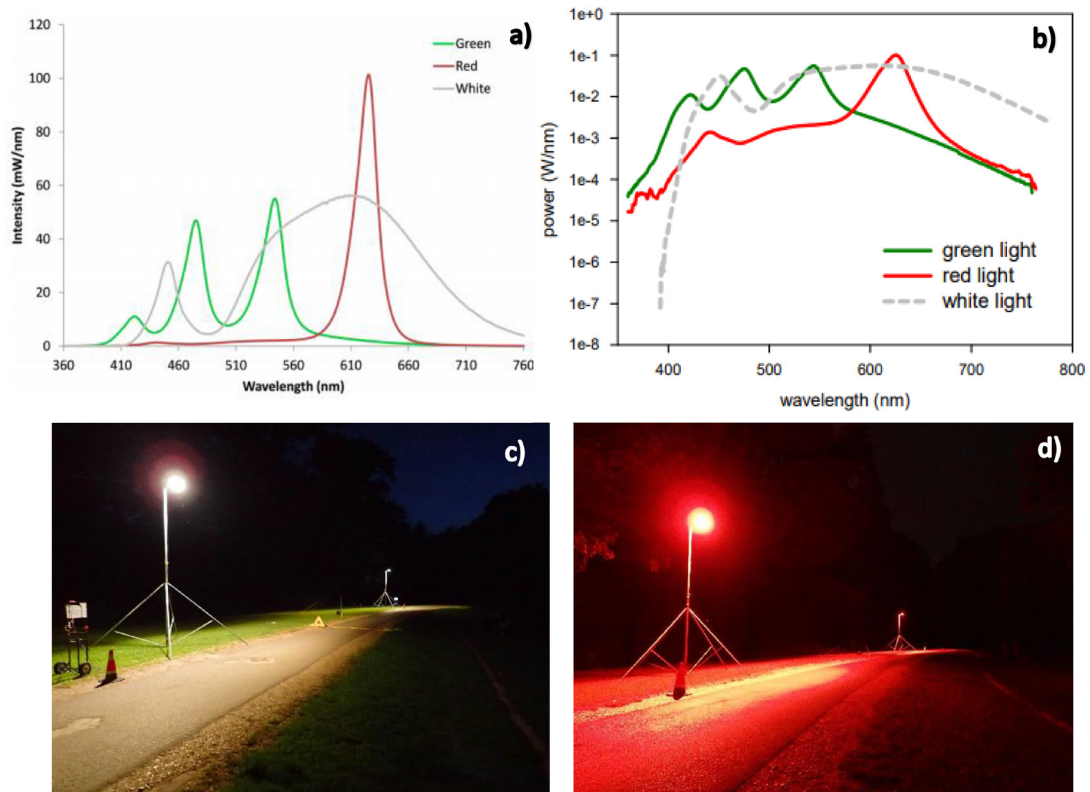 a)
120
100
80
60
40
20
0
Intensity (mW/nm)
Green
Red
White
360 410 460 510 560 610 660 710 760
Wavelength (nm)
b)
1e+0
1e-1
1e-2
1e-3
1e-4
1e-5
1e-6
1e-7
1e-8
power (W/nm)
green light
red light
white light
400 500 600 700 800
wavelength (nm)
c)
d)